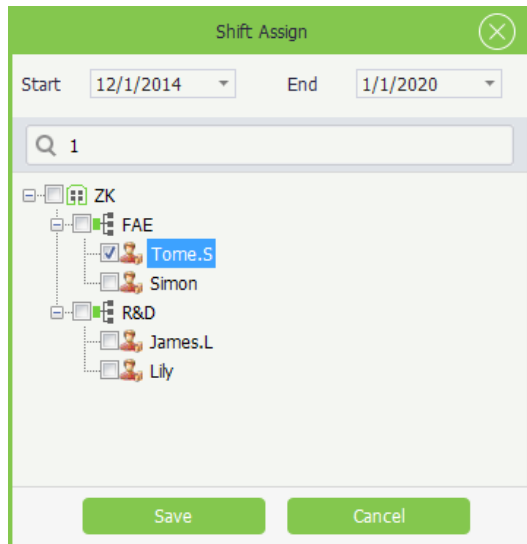 Shift Assign
Start 12/1/2014 End 1/1/2020
1
ZK
FAE
Tome.S
Simon
R&D
James.L
Lily
Save Cancel